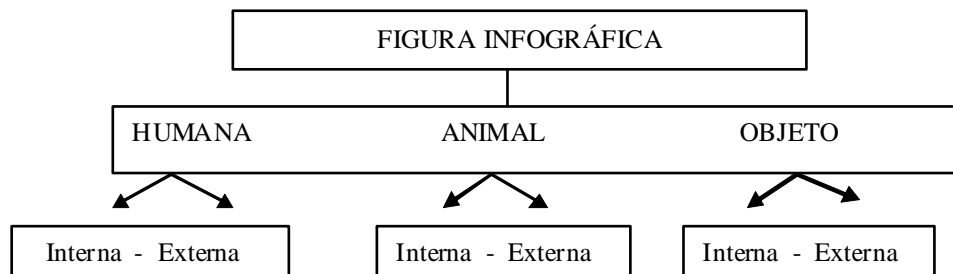 FIGURA INFOGRÁFICA
HUMANA ANIMAL OBJETO
Interna - Externa Interna - Externa Interna - Externa